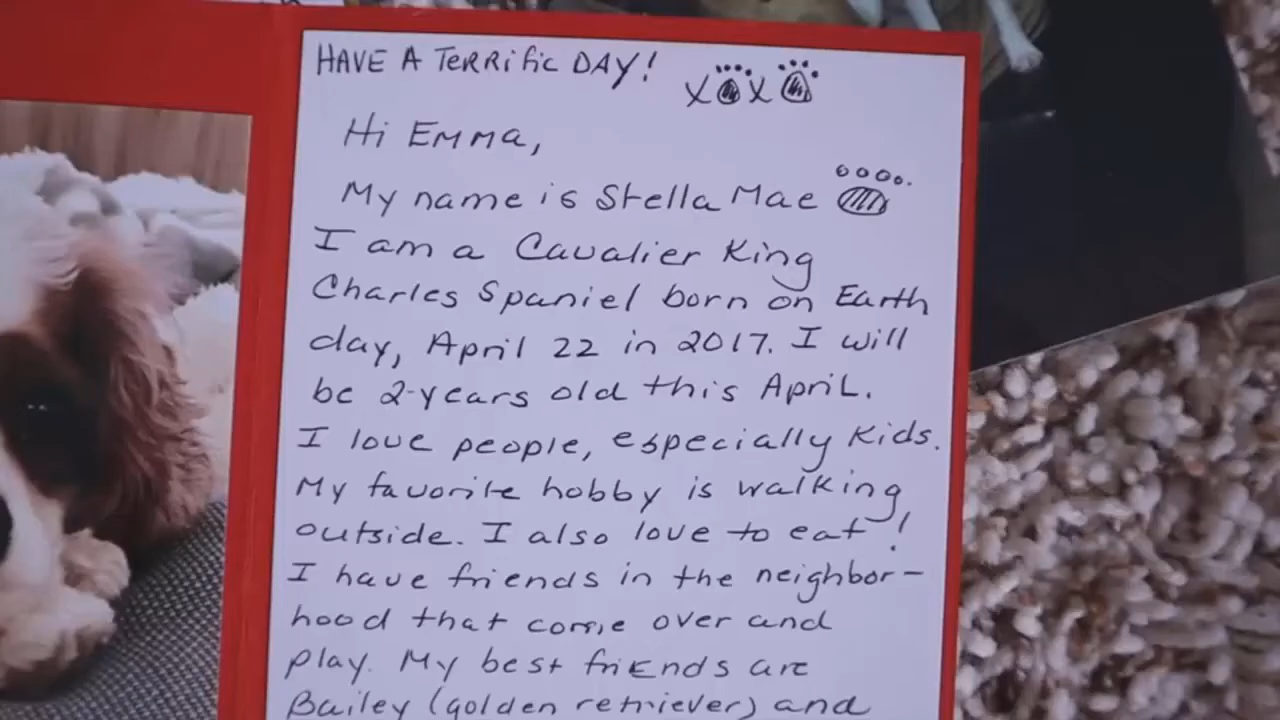 HAVE A TERRIFIC DAY! XOXO
Hi EMMA,
My name is Stella Mae
I am a Cavalier King
Charles Spaniel born on Earth
day, April 22 in 2017. I will
be 2-years old this April.
I love people, especially kids.
My favorite hobby is walking
outside. I also love to eat!
I have friends in the neighbor-
hood that come over and
play. My best friends are
Bailey (golden retriever) and